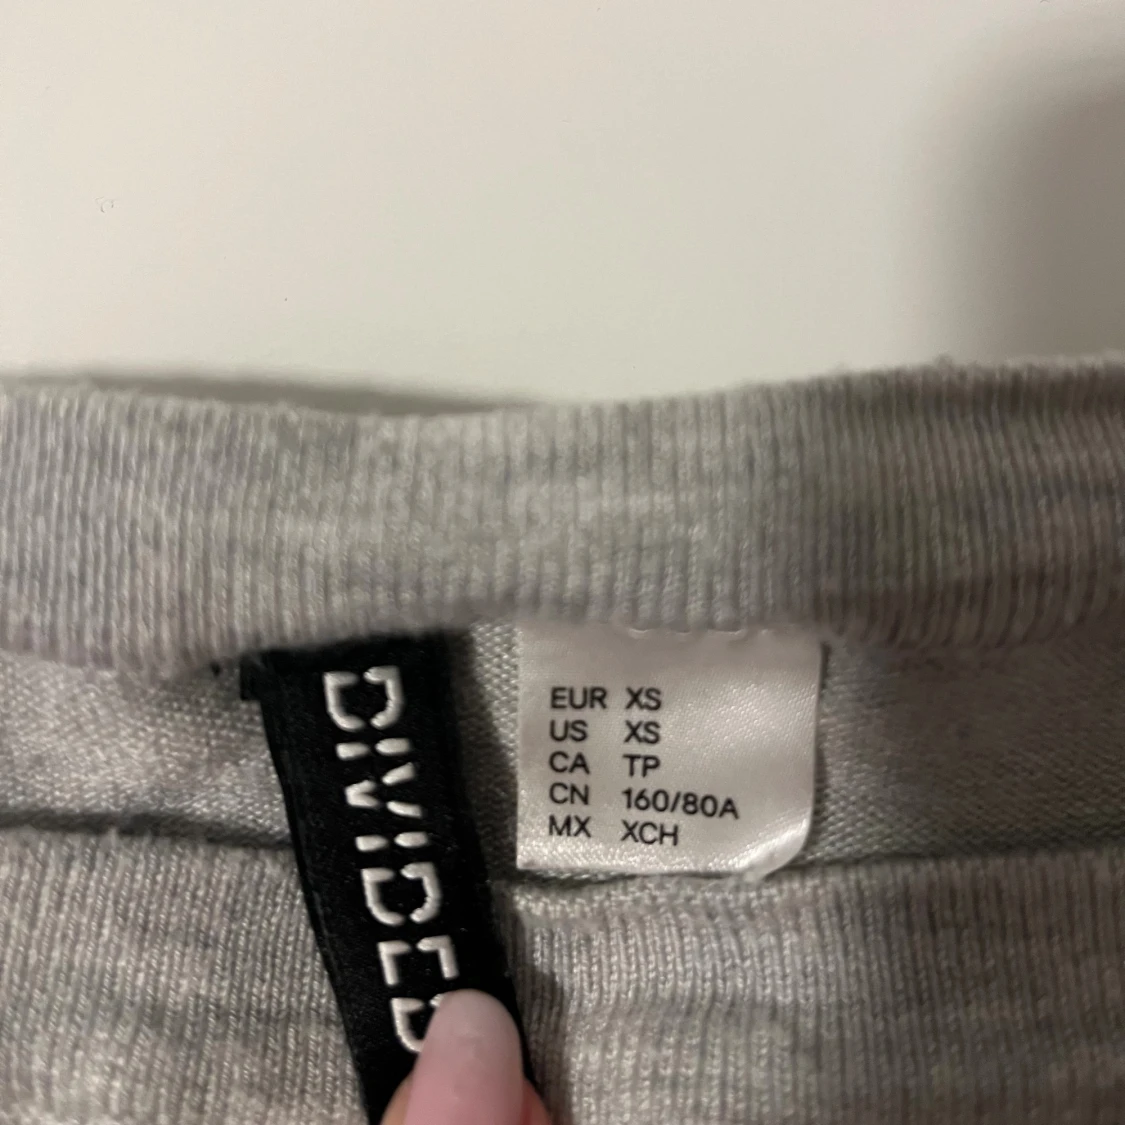 DIVIDED
EUR XS
US XS
CA TP
CN 160/80A
MX XCH